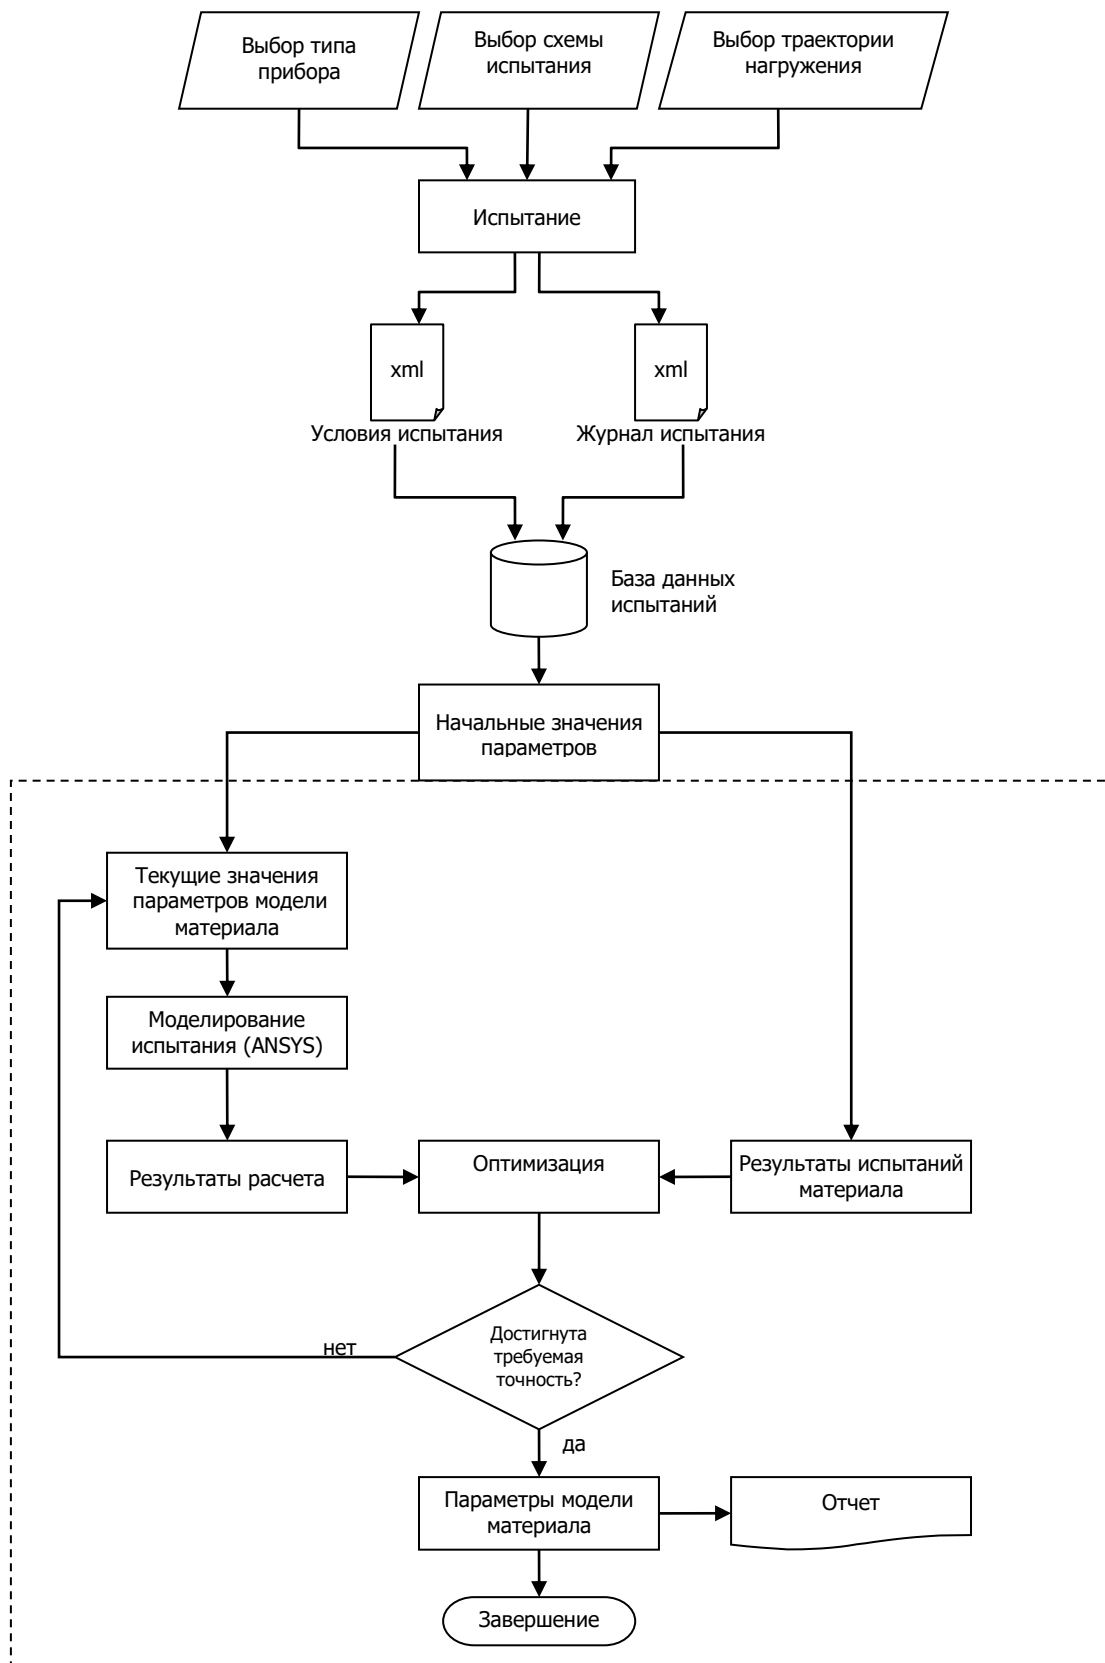 Выбор типа
прибора
Выбор схемы
испытания
Выбор траектории
нагружения
Испытание
xml
xml
Условия испытания
Журнал испытания
База данных
испытаний
Начальные значения
параметров
Текущие значения
параметров модели
материала
Моделирование
испытания (ANSYS)
Результаты расчета
Оптимизация
Результаты испытаний
материала
Достигнута
требуемая
точность?
нет
да
Параметры модели
материала
Отчет
Завершение